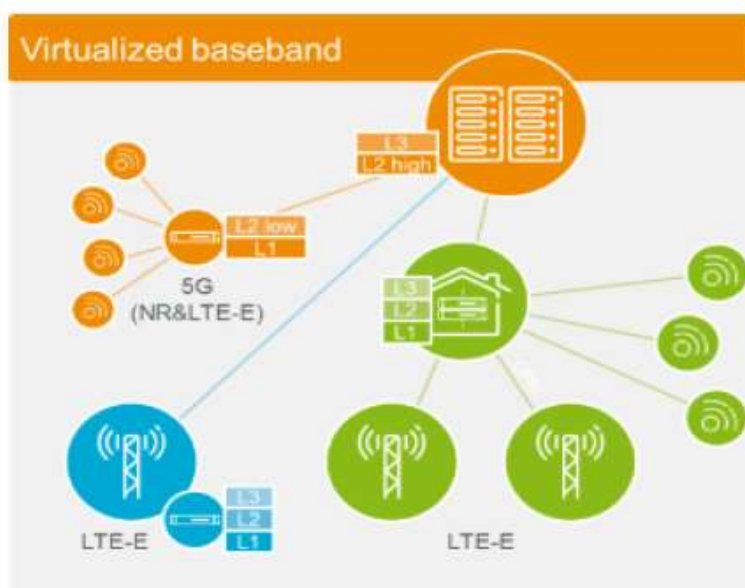 Virtualized baseband
L3
L2 high
L2 low
L1
5G
(NR&LTE-E)
L3
L2
L1
L3
L2
L1
LTE-E
LTE-E